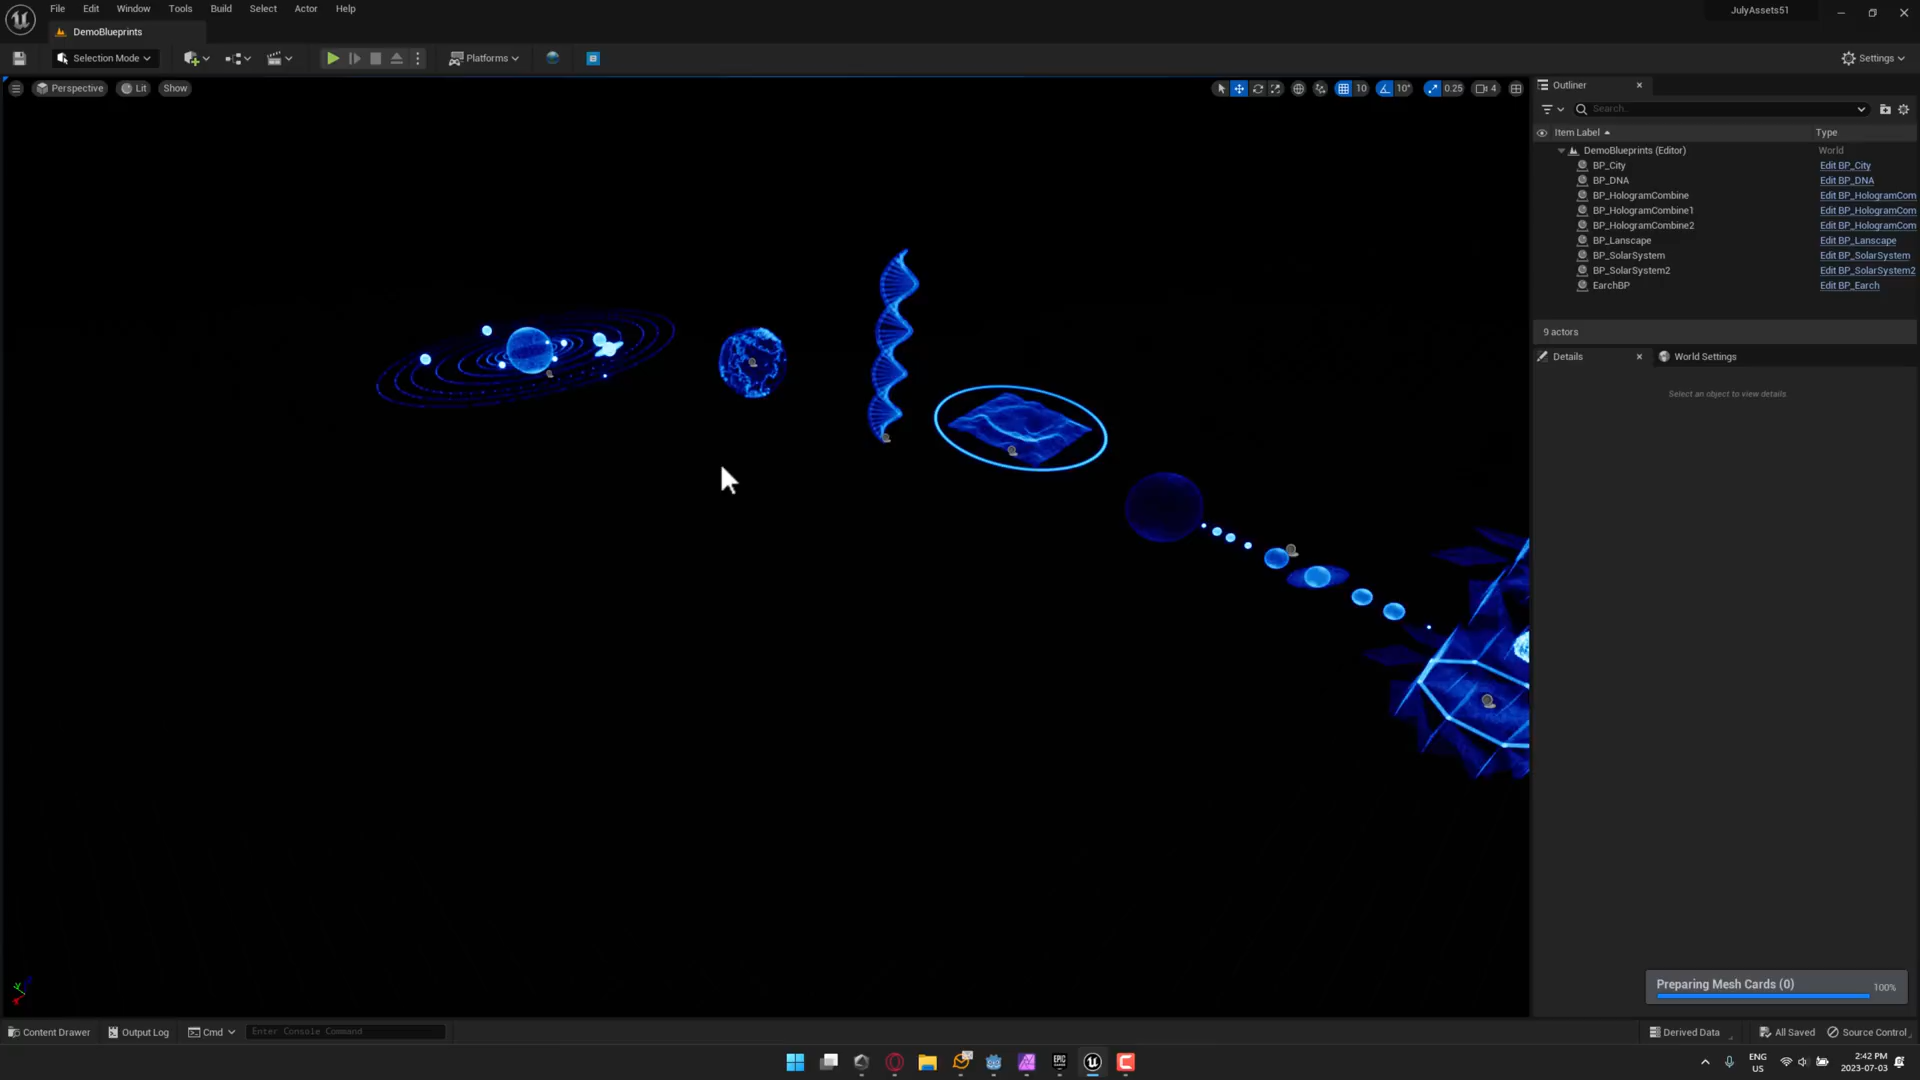 File Edit Window Tools Build Select Actor Help
JulyAssets51
DemoBlueprints
Selection Mode
Platforms
Settings
Perspective Lit Show
10 10° 0.25 4
Outliner
Search...
Item Label Type
DemoBlueprints (Editor) World
BP_City Edit BP_City
BP_DNA Edit BP_DNA
BP_HologramCombine Edit BP_HologramCom
BP_HologramCombine1 Edit BP_HologramCom
BP_HologramCombine2 Edit BP_HologramCom
BP_Lanscape Edit BP_Lanscape
BP_SolarSystem Edit BP_SolarSystem
BP_SolarSystem2 Edit BP_SolarSystem2
EarchBP Edit BP_Earch
9 actors
Details World Settings
Select an object to view details.
Preparing Mesh Cards (0) 100%
Content Drawer Output Log Cmd Enter Console Command Derived Data All Saved Source Control
EPIC
GAMES
ENG
US
2:42 PM
2023-07-03